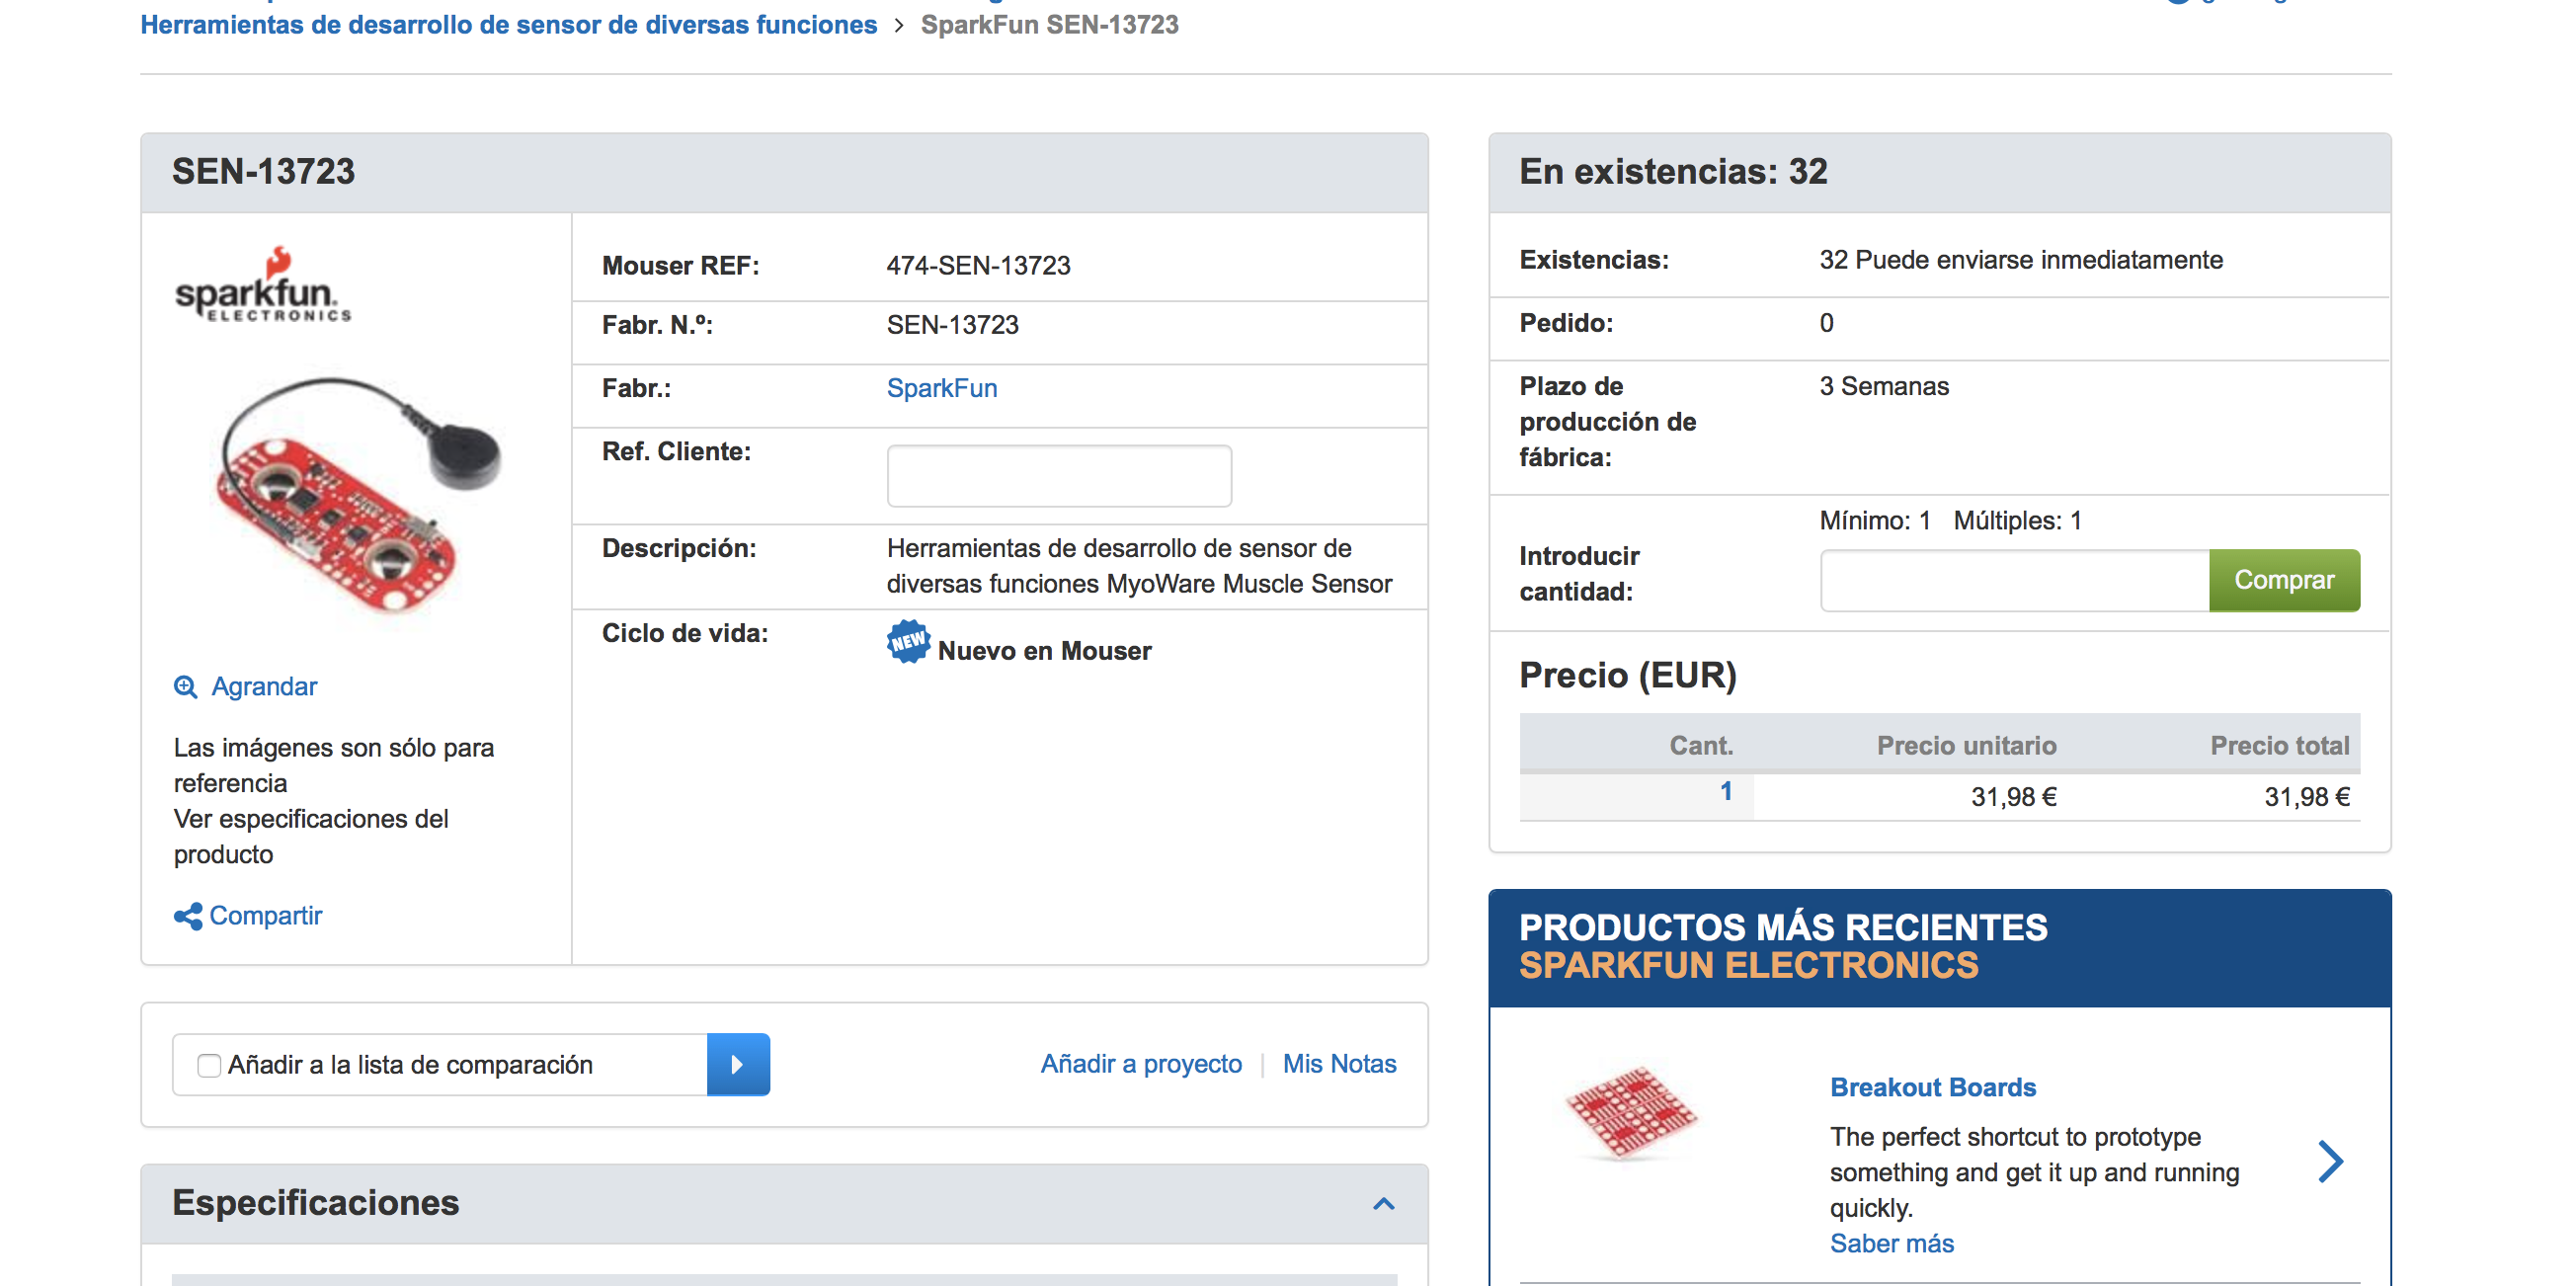 Herramientas de desarrollo de sensor de diversas funciones > SparkFun SEN-13723
SEN-13723
sparkfun.
ELECTRONICS
Agrandar
Las imágenes son sólo para
referencia
Ver especificaciones del
producto
Compartir
Mouser REF: 474-SEN-13723
Fabr. N.º: SEN-13723
Fabr.: SparkFun
Ref. Cliente:
Descripción: Herramientas de desarrollo de sensor de
diversas funciones MyoWare Muscle Sensor
Ciclo de vida: NEW Nuevo en Mouser
Añadir a la lista de comparación
Añadir a proyecto | Mis Notas
Especificaciones
En existencias: 32
Existencias: 32 Puede enviarse inmediatamente
Pedido: 0
Plazo de 3 Semanas
producción de
fábrica:
Mínimo: 1 Múltiples: 1
Introducir
cantidad:
Comprar
Precio (EUR)
Cant. Precio unitario Precio total
1 31,98 € 31,98 €
PRODUCTOS MÁS RECIENTES
SPARKFUN ELECTRONICS
Breakout Boards
The perfect shortcut to prototype
something and get it up and running
quickly.
Saber más